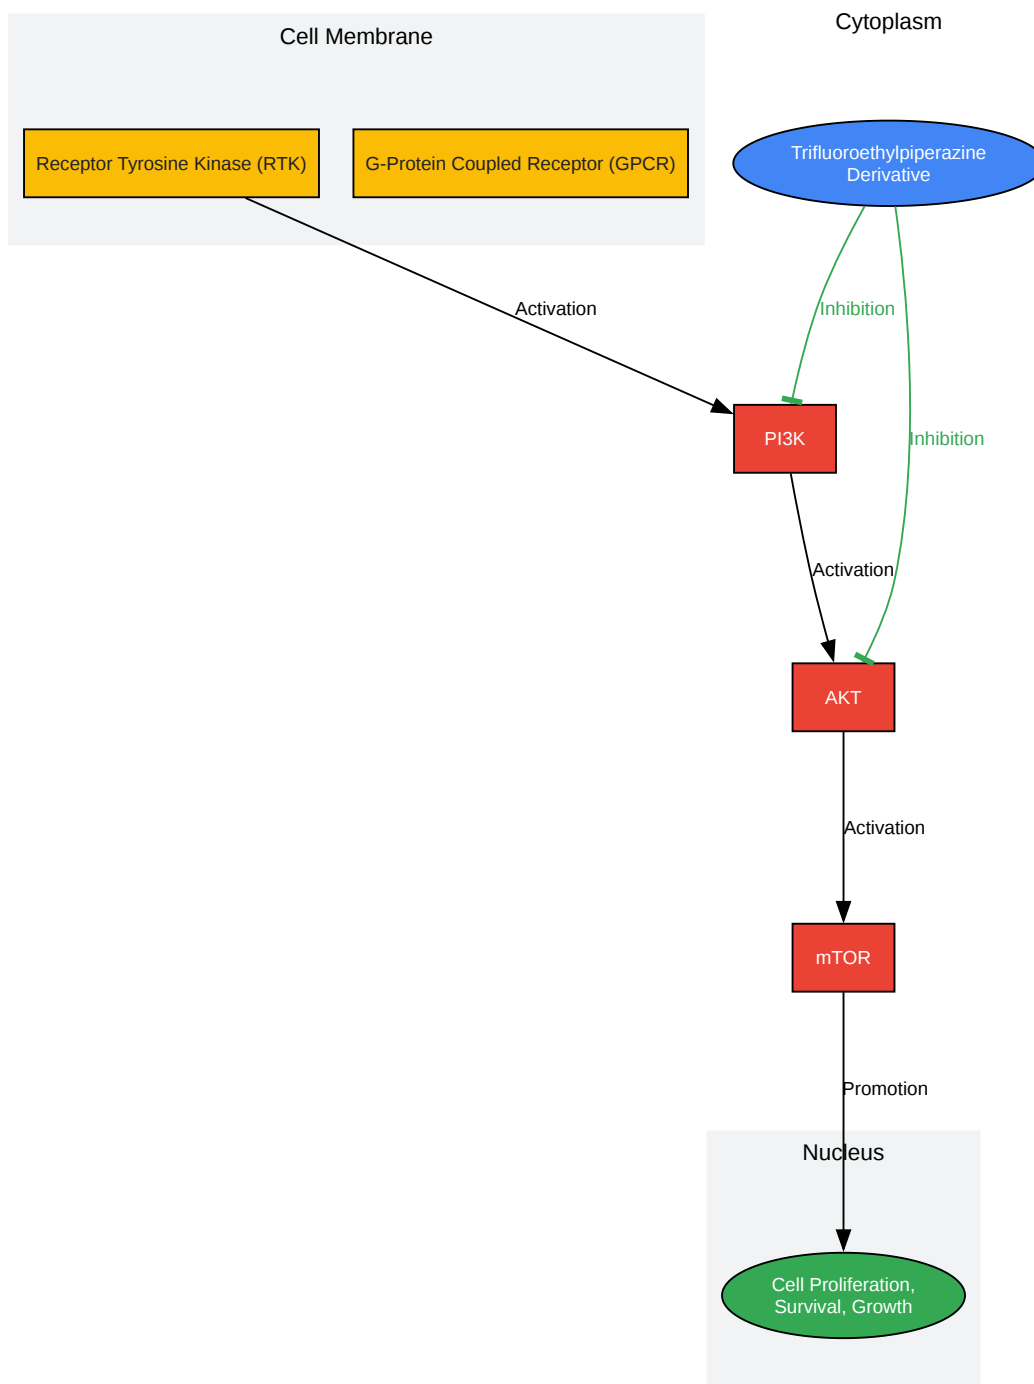 Cell Membrane
Cytoplasm
Receptor Tyrosine Kinase (RTK)
G-Protein Coupled Receptor (GPCR)
Trifluoroethylpiperazine
Derivative
Activation
Inhibition
PI3K
Inhibition
Activation
AKT
Activation
mTOR
Promotion
Nucleus
Cell Proliferation,
Survival, Growth